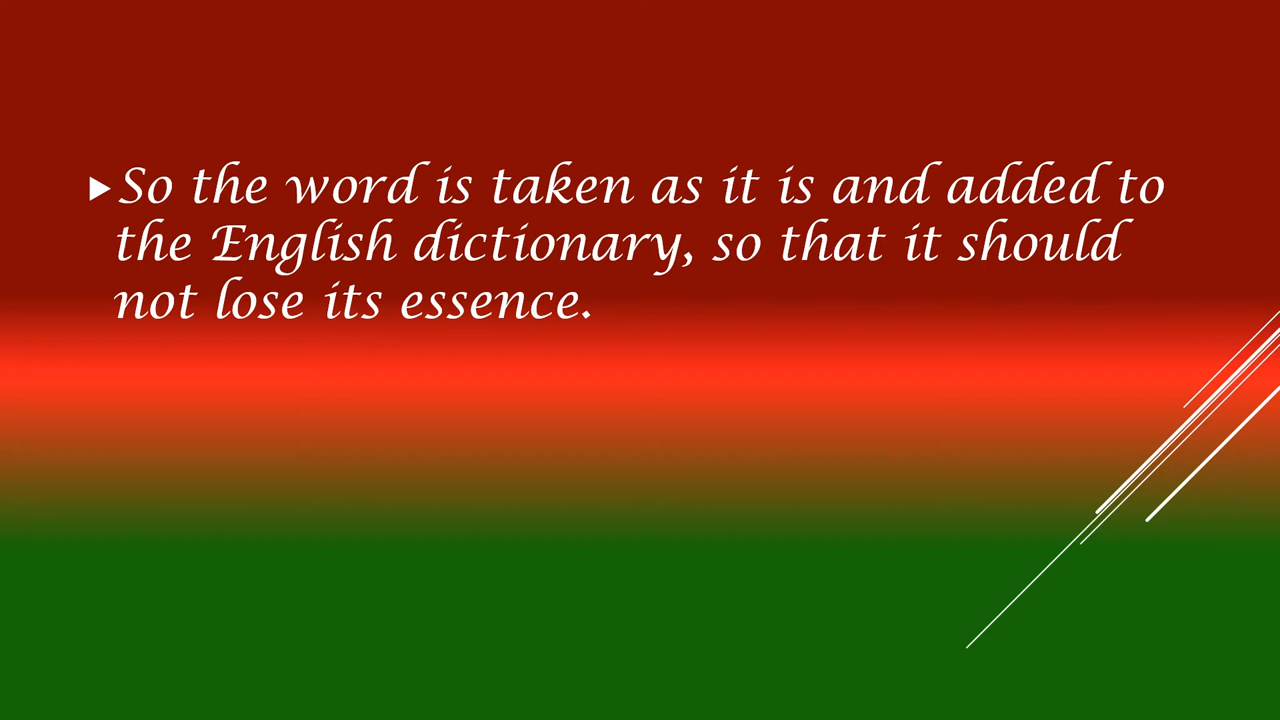 So the word is taken as it is and added to
the English dictionary, so that it should
not lose its essence.